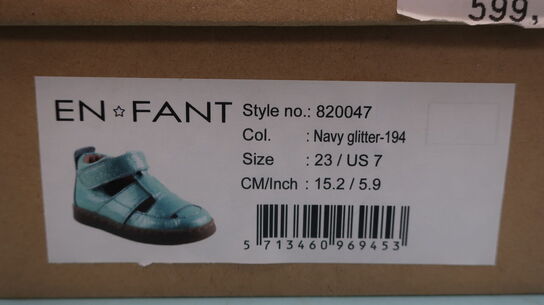 599,
EN☆FANT
Style no.: 820047
Col. : Navy glitter-194
Size : 23 / US 7
CM/Inch : 15.2 / 5.9
5 713460 969453